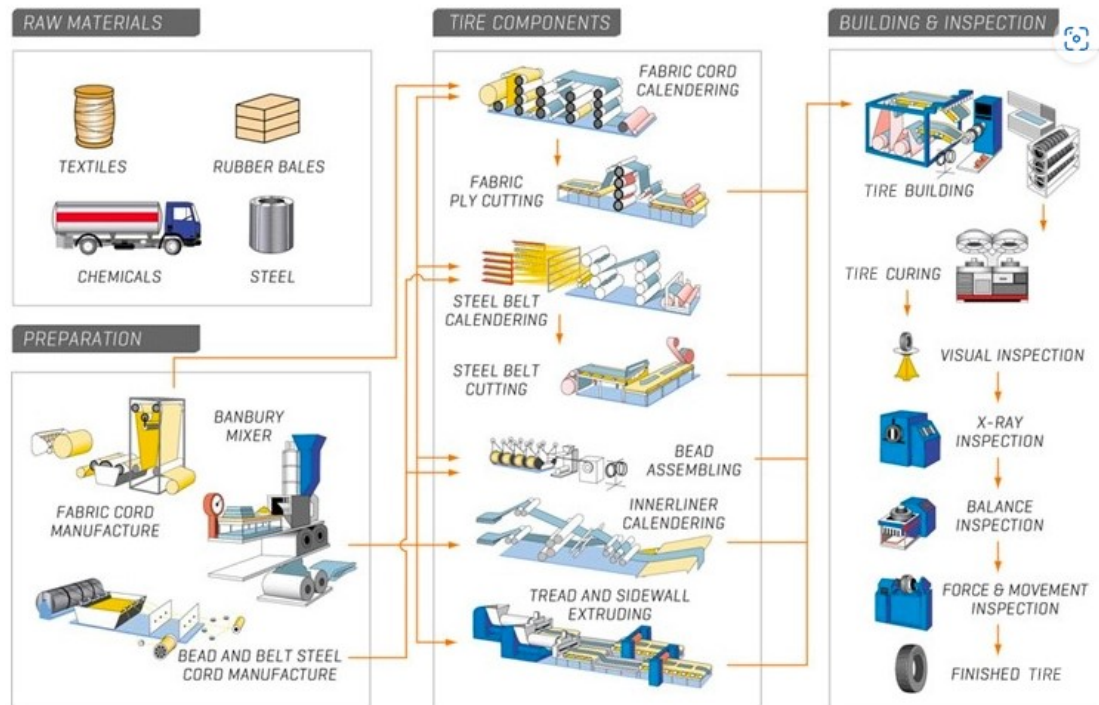 RAW MATERIALS
TEXTILES
RUBBER BALES
CHEMICALS
STEEL
PREPARATION
BANBURY
MIXER
FABRIC CORD
MANUFACTURE
BEAD AND BELT STEEL
CORD MANUFACTURE
TIRE COMPONENTS
FABRIC CORD
CALENDERING
FABRIC
PLY CUTTING
STEEL BELT
CALENDERING
STEEL BELT
CUTTING
BEAD
ASSEMBLING
INNERLINER
CALENDERING
TREAD AND SIDEWALL
EXTRUDING
BUILDING & INSPECTION
TIRE BUILDING
TIRE CURING
VISUAL INSPECTION
X-RAY
INSPECTION
BALANCE
INSPECTION
FORCE & MOVEMENT
INSPECTION
FINISHED TIRE